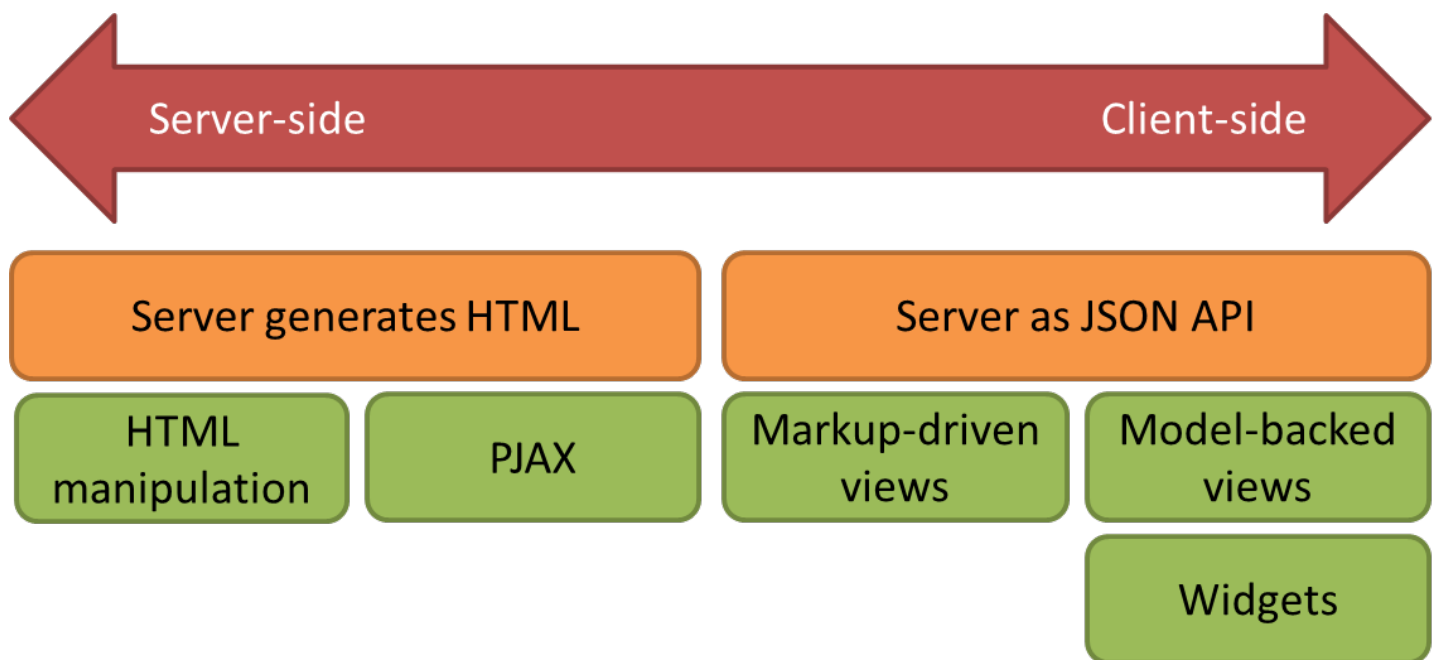 Server-side
Client-side
Server generates HTML
Server as JSON API
HTML
manipulation
PJAX
Markup-driven
views
Model-backed
views
Widgets